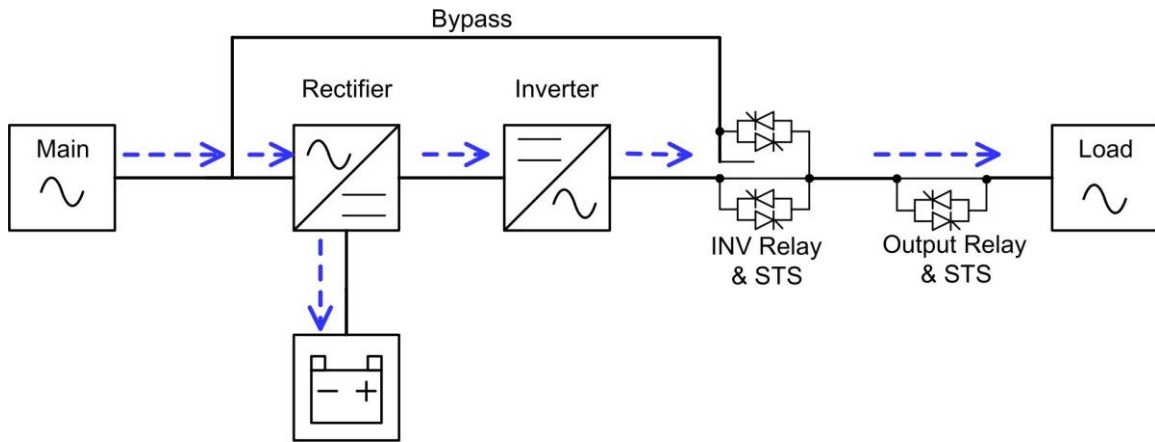 Bypass
Rectifier
Inverter
Main
Load
INV Relay
& STS
Output Relay
& STS
− +